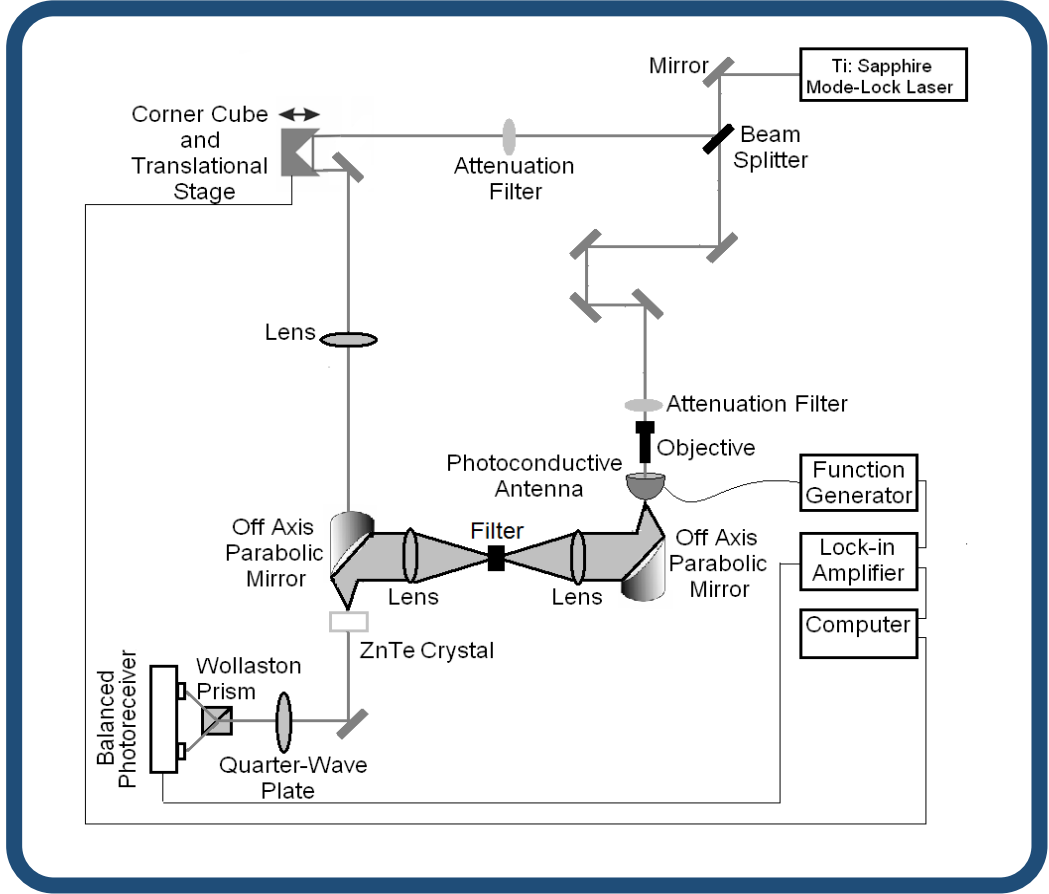 Mirror
Ti: Sapphire
Mode-Lock Laser
Corner Cube
and
Translational
Stage
Attenuation
Filter
Beam
Splitter
Lens
Attenuation Filter
Objective
Photoconductive
Antenna
Function
Generator
Off Axis
Parabolic
Mirror
Filter
Off Axis
Parabolic
Mirror
Lock-in
Amplifier
Lens
Lens
Computer
ZnTe Crystal
Wollaston
Prism
Balanced
Photoreceiver
Quarter-Wave
Plate